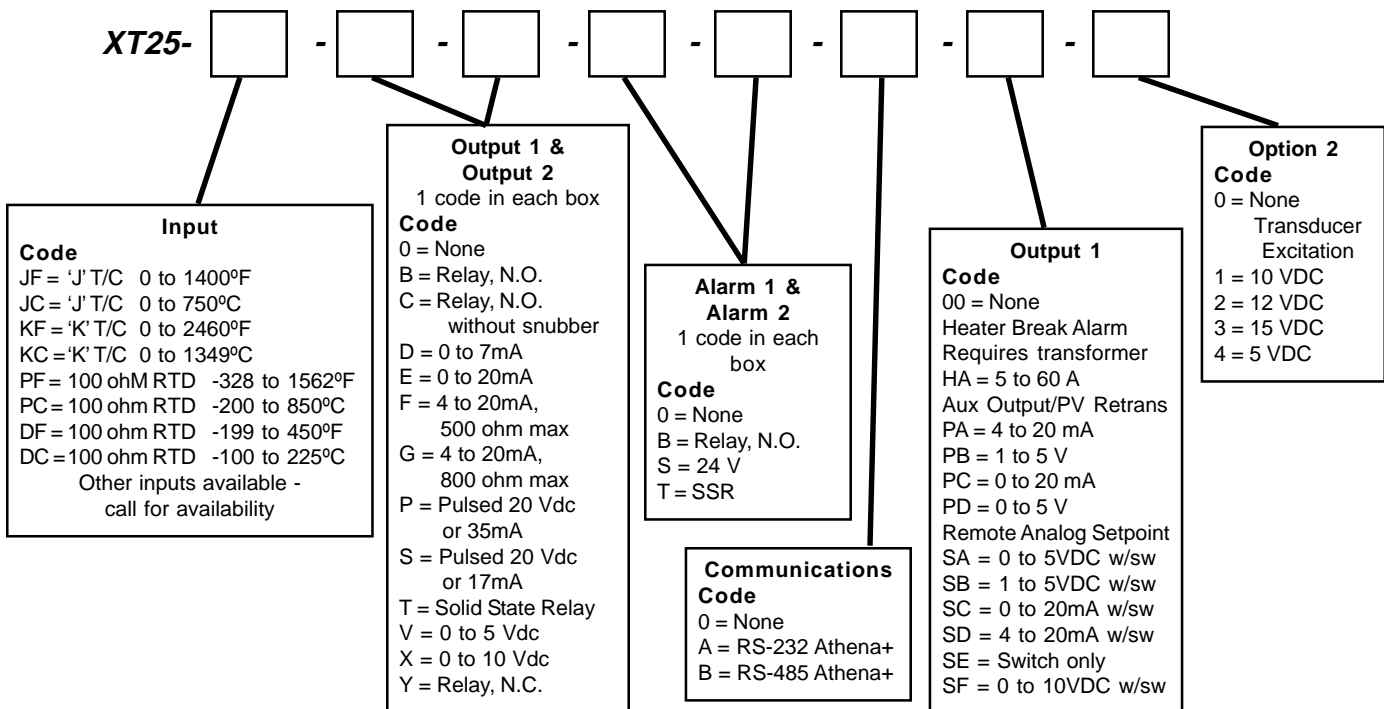 XT25- - - - - - - -
Input
Code
JF = ‘J’ T/C 0 to 1400ºF
JC = ‘J’ T/C 0 to 750ºC
KF = ‘K’ T/C 0 to 2460ºF
KC =‘K’ T/C 0 to 1349ºC
PF = 100 ohM RTD -328 to 1562ºF
PC = 100 ohm RTD -200 to 850ºC
DF = 100 ohm RTD -199 to 450ºF
DC = 100 ohm RTD -100 to 225ºC
Other inputs available -
call for availability
Output 1 &
Output 2
1 code in each box
Code
0 = None
B = Relay, N.O.
C = Relay, N.O.
without snubber
D = 0 to 7mA
E = 0 to 20mA
F = 4 to 20mA,
500 ohm max
G = 4 to 20mA,
800 ohm max
P = Pulsed 20 Vdc
or 35mA
S = Pulsed 20 Vdc
or 17mA
T = Solid State Relay
V = 0 to 5 Vdc
X = 0 to 10 Vdc
Y = Relay, N.C.
Alarm 1 &
Alarm 2
1 code in each
box
Code
0 = None
B = Relay, N.O.
S = 24 V
T = SSR
Communications
Code
0 = None
A = RS-232 Athena+
B = RS-485 Athena+
Output 1
Code
00 = None
Heater Break Alarm
Requires transformer
HA = 5 to 60 A
Aux Output/PV Retrans
PA = 4 to 20 mA
PB = 1 to 5 V
PC = 0 to 20 mA
PD = 0 to 5 V
Remote Analog Setpoint
SA = 0 to 5VDC w/sw
SB = 1 to 5VDC w/sw
SC = 0 to 20mA w/sw
SD = 4 to 20mA w/sw
SE = Switch only
SF = 0 to 10VDC w/sw
Option 2
Code
0 = None
Transducer
Excitation
1 = 10 VDC
2 = 12 VDC
3 = 15 VDC
4 = 5 VDC